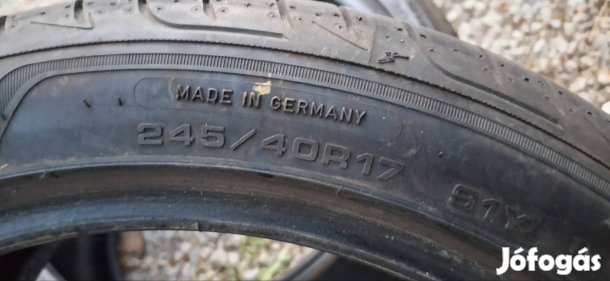 MADE IN GERMANY
245/40R17 91Y
Jófogás